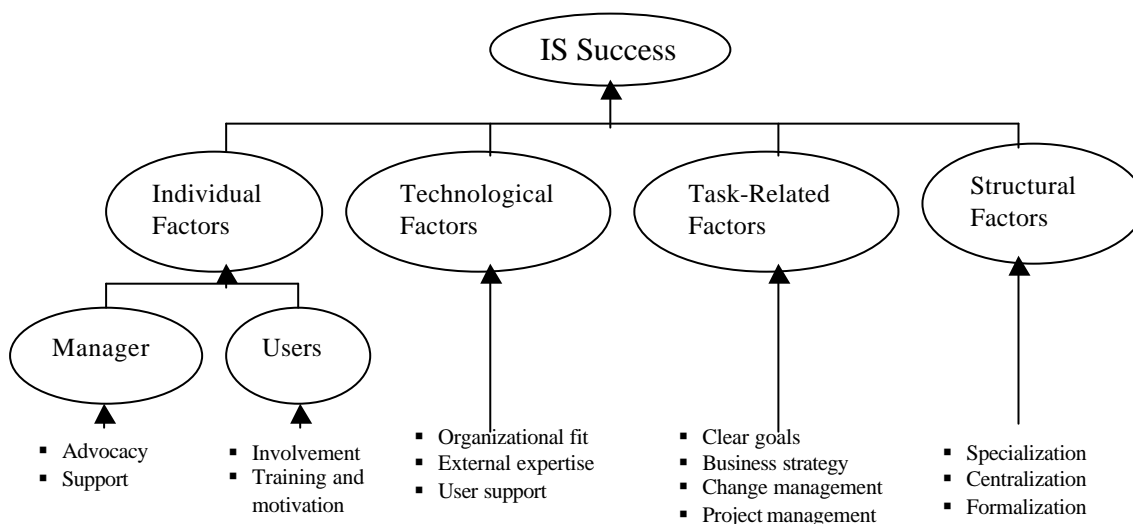 IS Success
Individual
Factors
Technological
Factors
Task-Related
Factors
Structural
Factors
Manager
Users
▪ Advocacy
▪ Support
▪ Involvement
▪ Training and
motivation
▪ Organizational fit
▪ External expertise
▪ User support
▪ Clear goals
▪ Business strategy
▪ Change management
▪ Project management
▪ Specialization
▪ Centralization
▪ Formalization